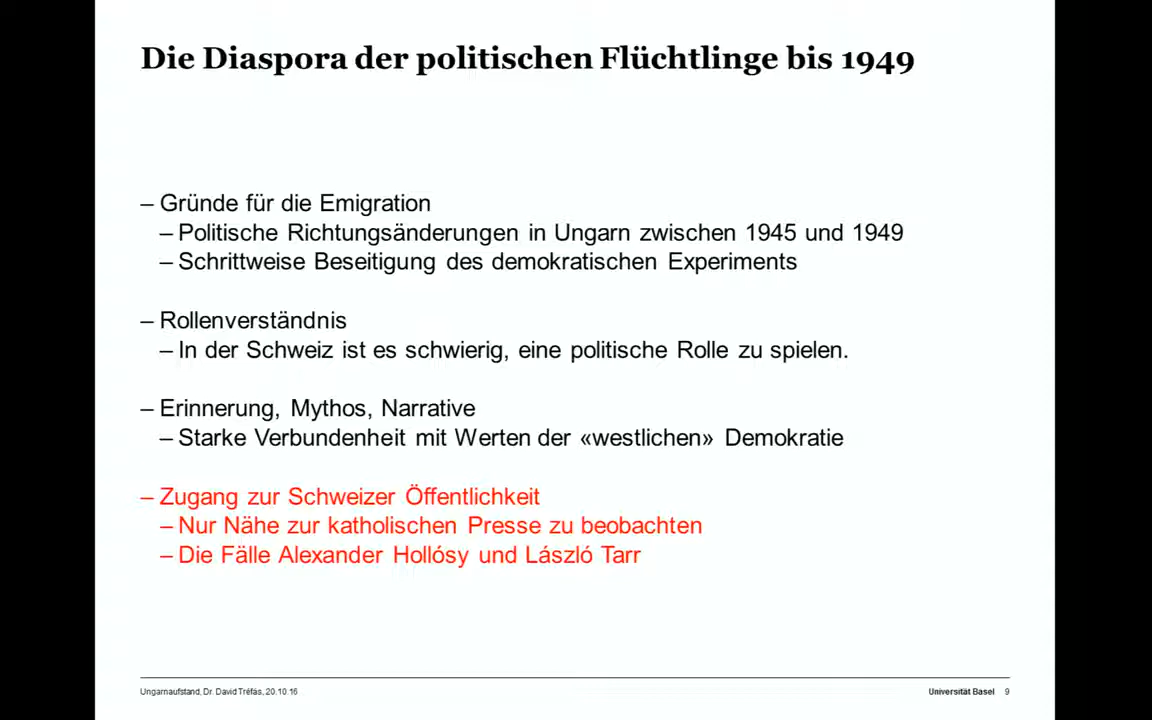 Die Diaspora der politischen Flüchtlinge bis 1949
– Gründe für die Emigration
– Politische Richtungsänderungen in Ungarn zwischen 1945 und 1949
– Schrittweise Beseitigung des demokratischen Experiments
– Rollenverständnis
– In der Schweiz ist es schwierig, eine politische Rolle zu spielen.
– Erinnerung, Mythos, Narrative
– Starke Verbundenheit mit Werten der «westlichen» Demokratie
– Zugang zur Schweizer Öffentlichkeit
– Nur Nähe zur katholischen Presse zu beobachten
– Die Fälle Alexander Hollósy und László Tarr
Ungarnaufstand, Dr. David Tréfás, 20.10.16
Universität Basel 9